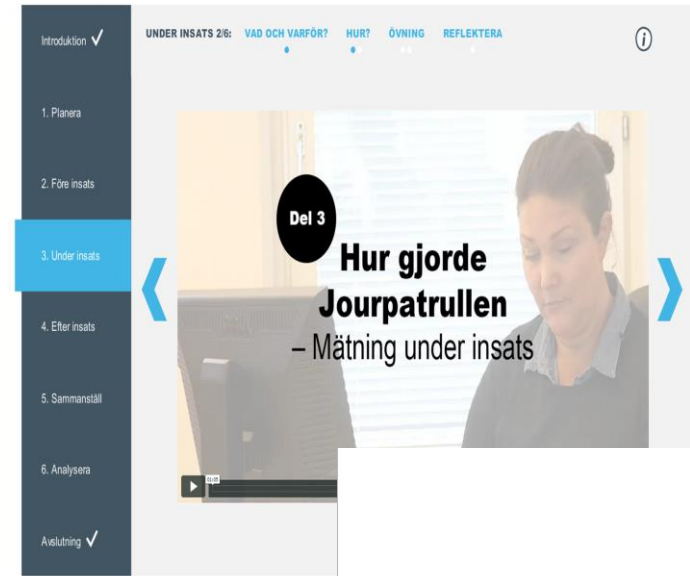 Introduktion
UNDER INSATS 2/6: VAD OCH VARFÖR? HUR? ÖVNING REFLEKTERA
i
1. Planera
2. Före insats
3. Under insats
4. Efter insats
5. Sammanställ
6. Analysera
Avslutning
Del 3
Hur gjorde
Jourpatrullen
– Mätning under insats